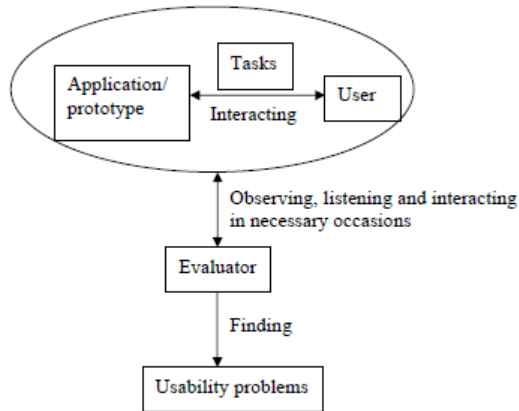 Tasks
Application/
prototype
User
Interacting
Observing, listening and interacting
in necessary occasions
Evaluator
Finding
Usability problems